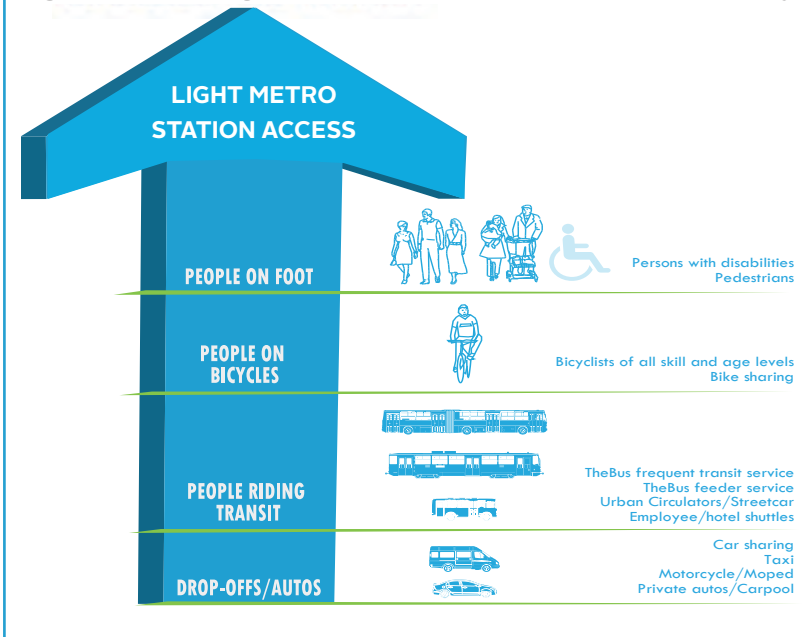 LIGHT METRO
STATION ACCESS
PEOPLE ON FOOT
Persons with disabilities
Pedestrians
PEOPLE ON
BICYCLES
Bicyclists of all skill and age levels
Bike sharing
PEOPLE RIDING
TRANSIT
TheBus frequent transit service
TheBus feeder service
Urban Circulators/Streetcar
Employee/hotel shuttles
DROP-OFFS/AUTOS
Car sharing
Taxi
Motorcycle/Moped
Private autos/Carpool